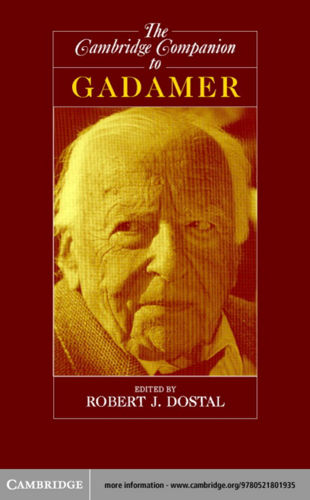 The
Cambridge Companion
to
GADAMER
EDITED BY
ROBERT J. DOSTAL
CAMBRIDGE
more information - www.cambridge.org/9780521801935